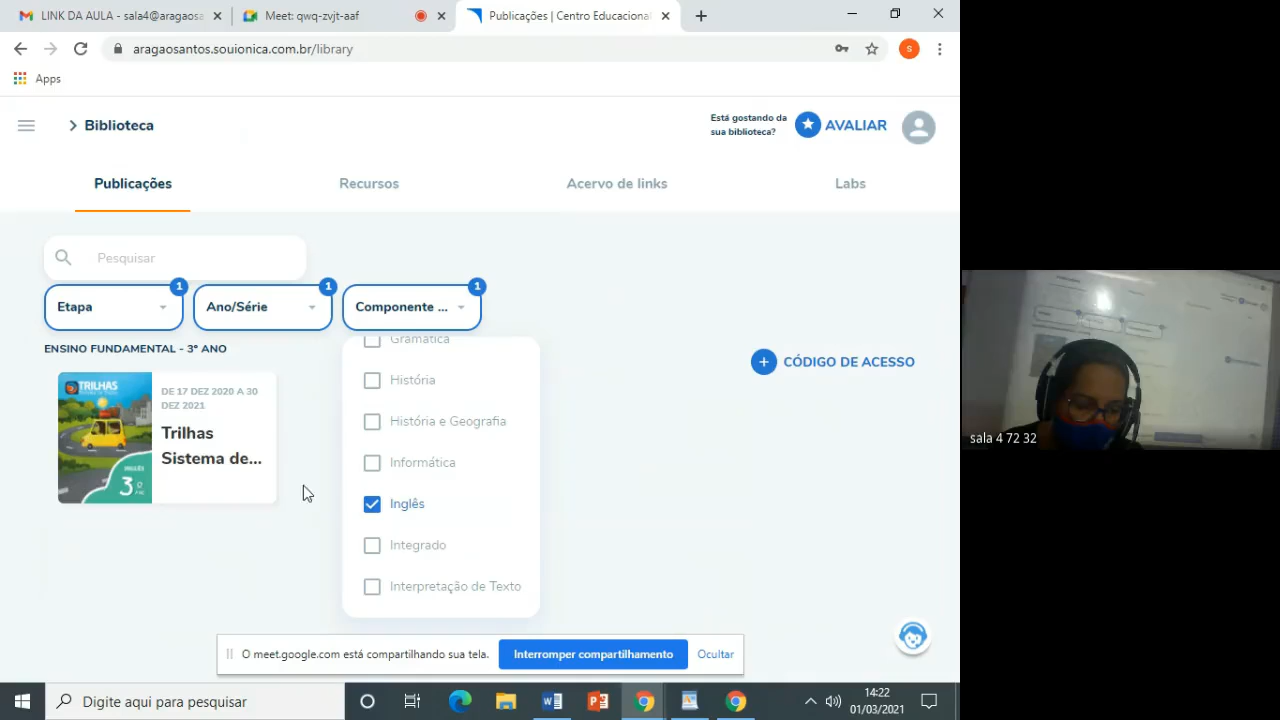 LINK DA AULA - sala4@aragaosan
Meet: qwq-zvjt-aaf
Publicações | Centro Educacional
aragaosantos.souionica.com.br/library
s
Apps
Biblioteca
Está gostando da
sua biblioteca?
AVALIAR
Publicações
Recursos
Acervo de links
Labs
Pesquisar
Etapa
1
Ano/Série
1
Componente ...
1
ENSINO FUNDAMENTAL - 3º ANO
CÓDIGO DE ACESSO
TRILHAS
INGLÊS
3º
DE 17 DEZ 2020 A 30
DEZ 2021
Trilhas
Sistema de...
Gramática
História
História e Geografia
Informática
Inglês
Integrado
Interpretação de Texto
sala 4 72 32
O meet.google.com está compartilhando sua tela.
Interromper compartilhamento
Ocultar
Digite aqui para pesquisar
14:22
01/03/2021